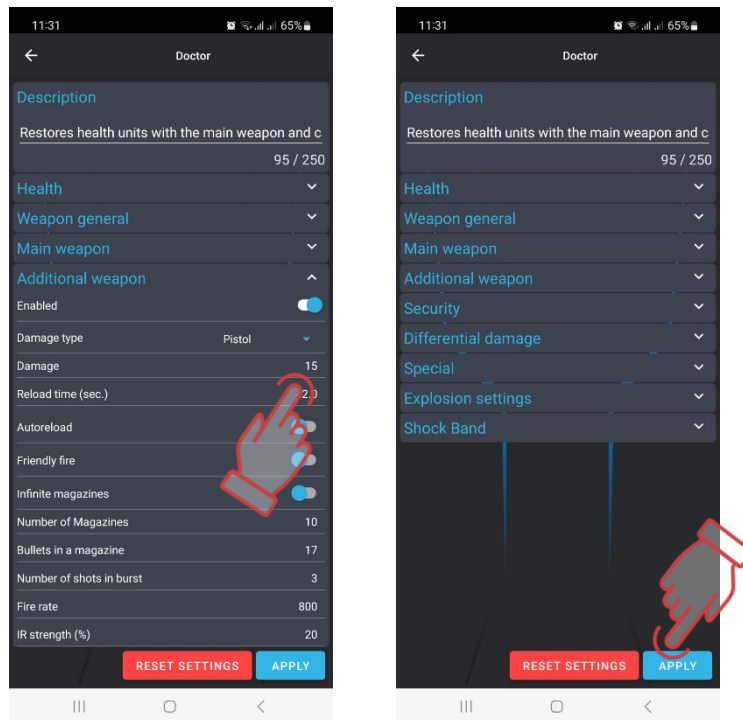 11:31
65%
Doctor
Description
Restores health units with the main weapon and c
95 / 250
Health
Weapon general
Main weapon
Additional weapon
Enabled
Damage type Pistol
Damage 15
Reload time (sec.) 2.0
Autoreload
Friendly fire
Infinite magazines
Number of Magazines 10
Bullets in a magazine 17
Number of shots in burst 3
Fire rate 800
IR strength (%) 20
RESET SETTINGS APPLY
11:31
65%
Doctor
Description
Restores health units with the main weapon and c
95 / 250
Health
Weapon general
Main weapon
Additional weapon
Security
Differential damage
Special
Explosion settings
Shock Band
RESET SETTINGS APPLY